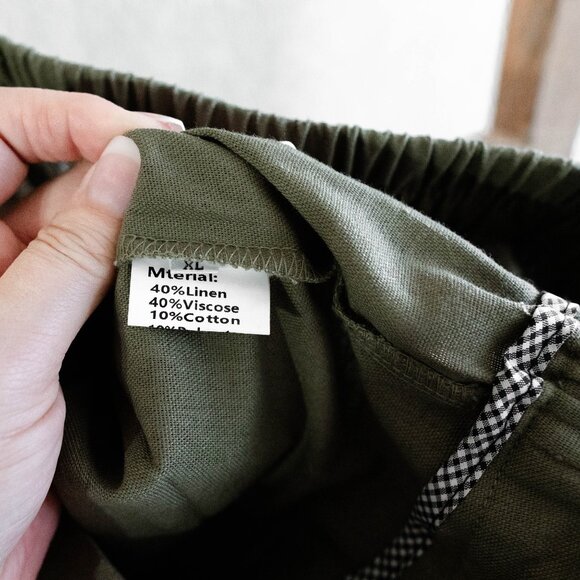 XL
Mterial:
40%Linen
40%Viscose
10%Cotton